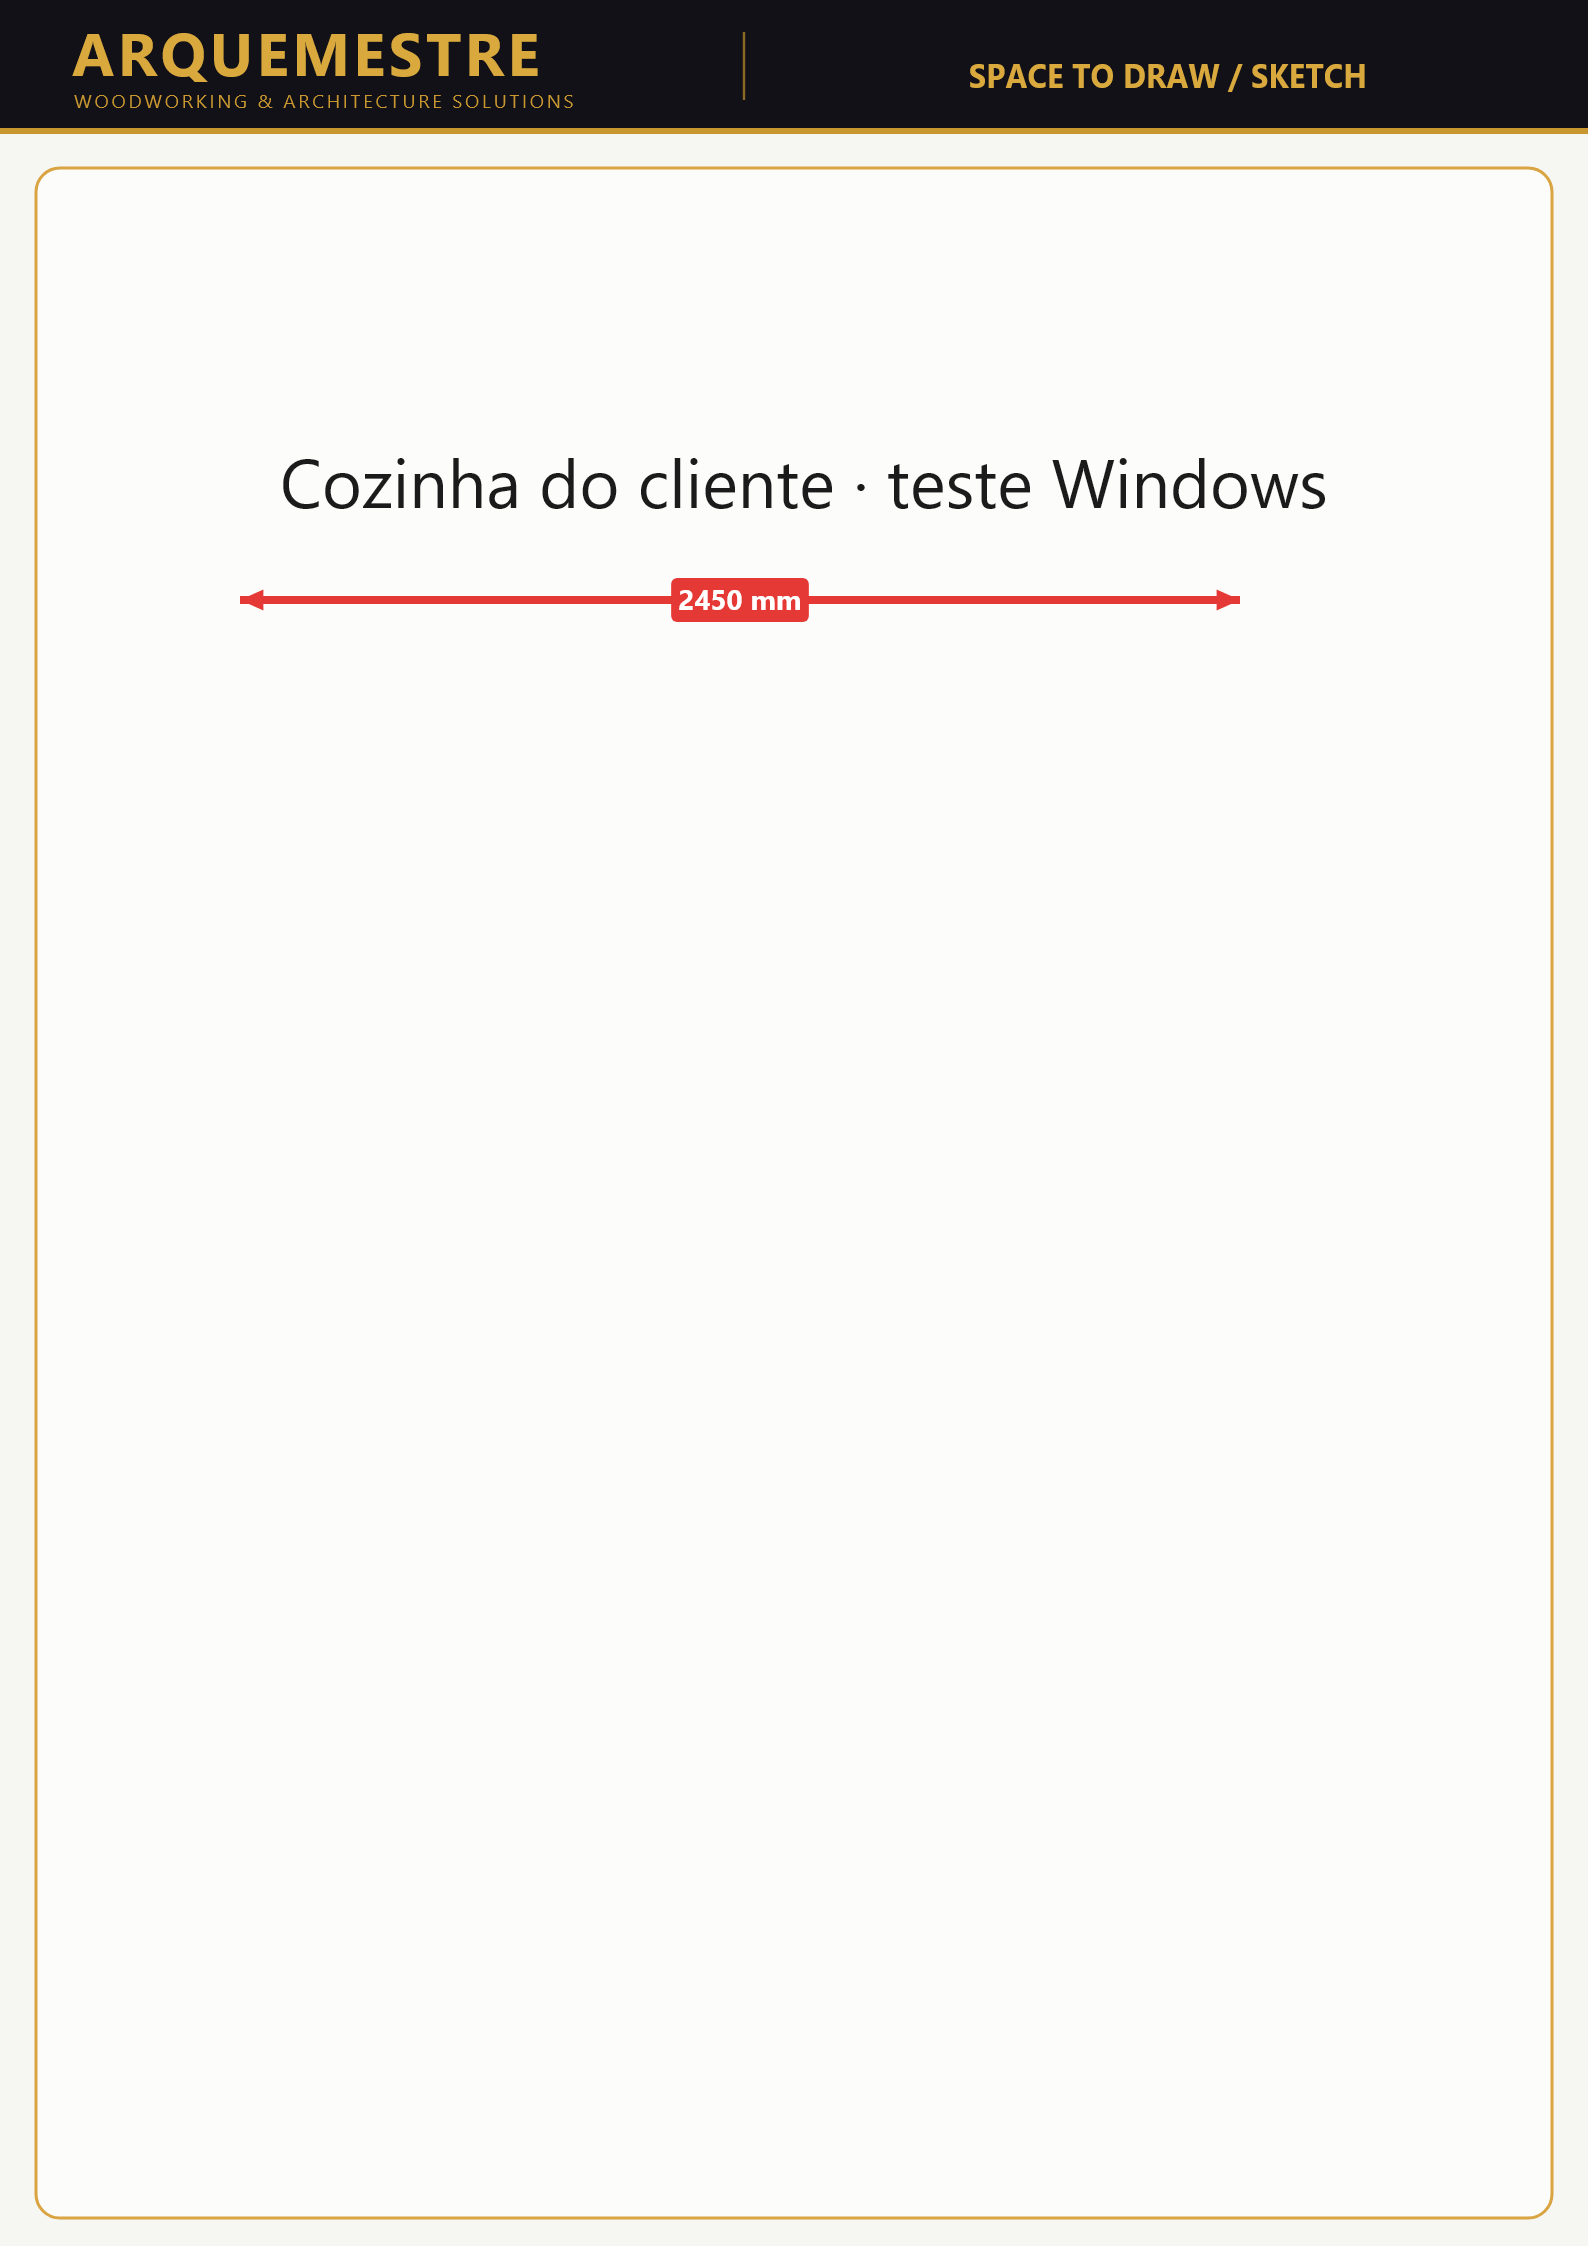 ARQUEMESTRE
WOODWORKING & ARCHITECTURE SOLUTIONS
SPACE TO DRAW / SKETCH
Cozinha do cliente · teste Windows
2450 mm